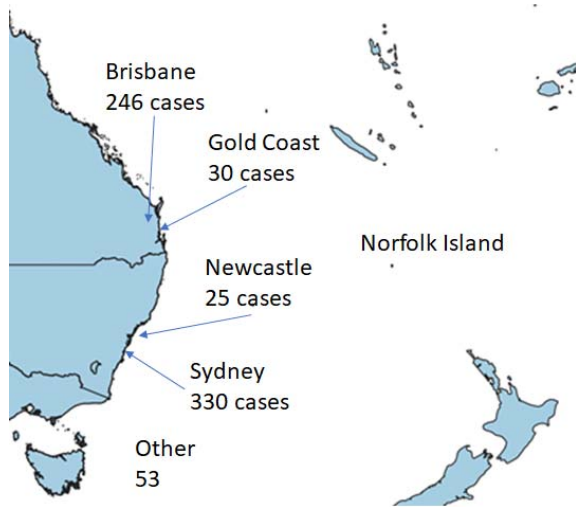 Brisbane
246 cases
Gold Coast
30 cases
Norfolk Island
Newcastle
25 cases
Sydney
330 cases
Other
53